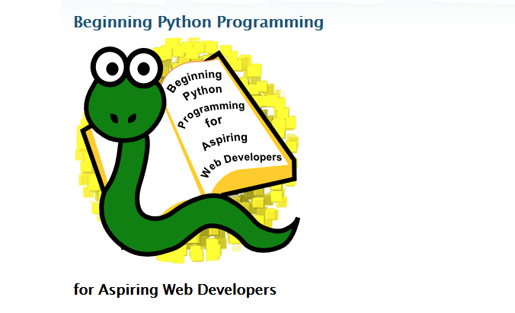 Beginning Python Programming
Beginning
Python
Programming
for
Aspiring
Web Developers
for Aspiring Web Developers